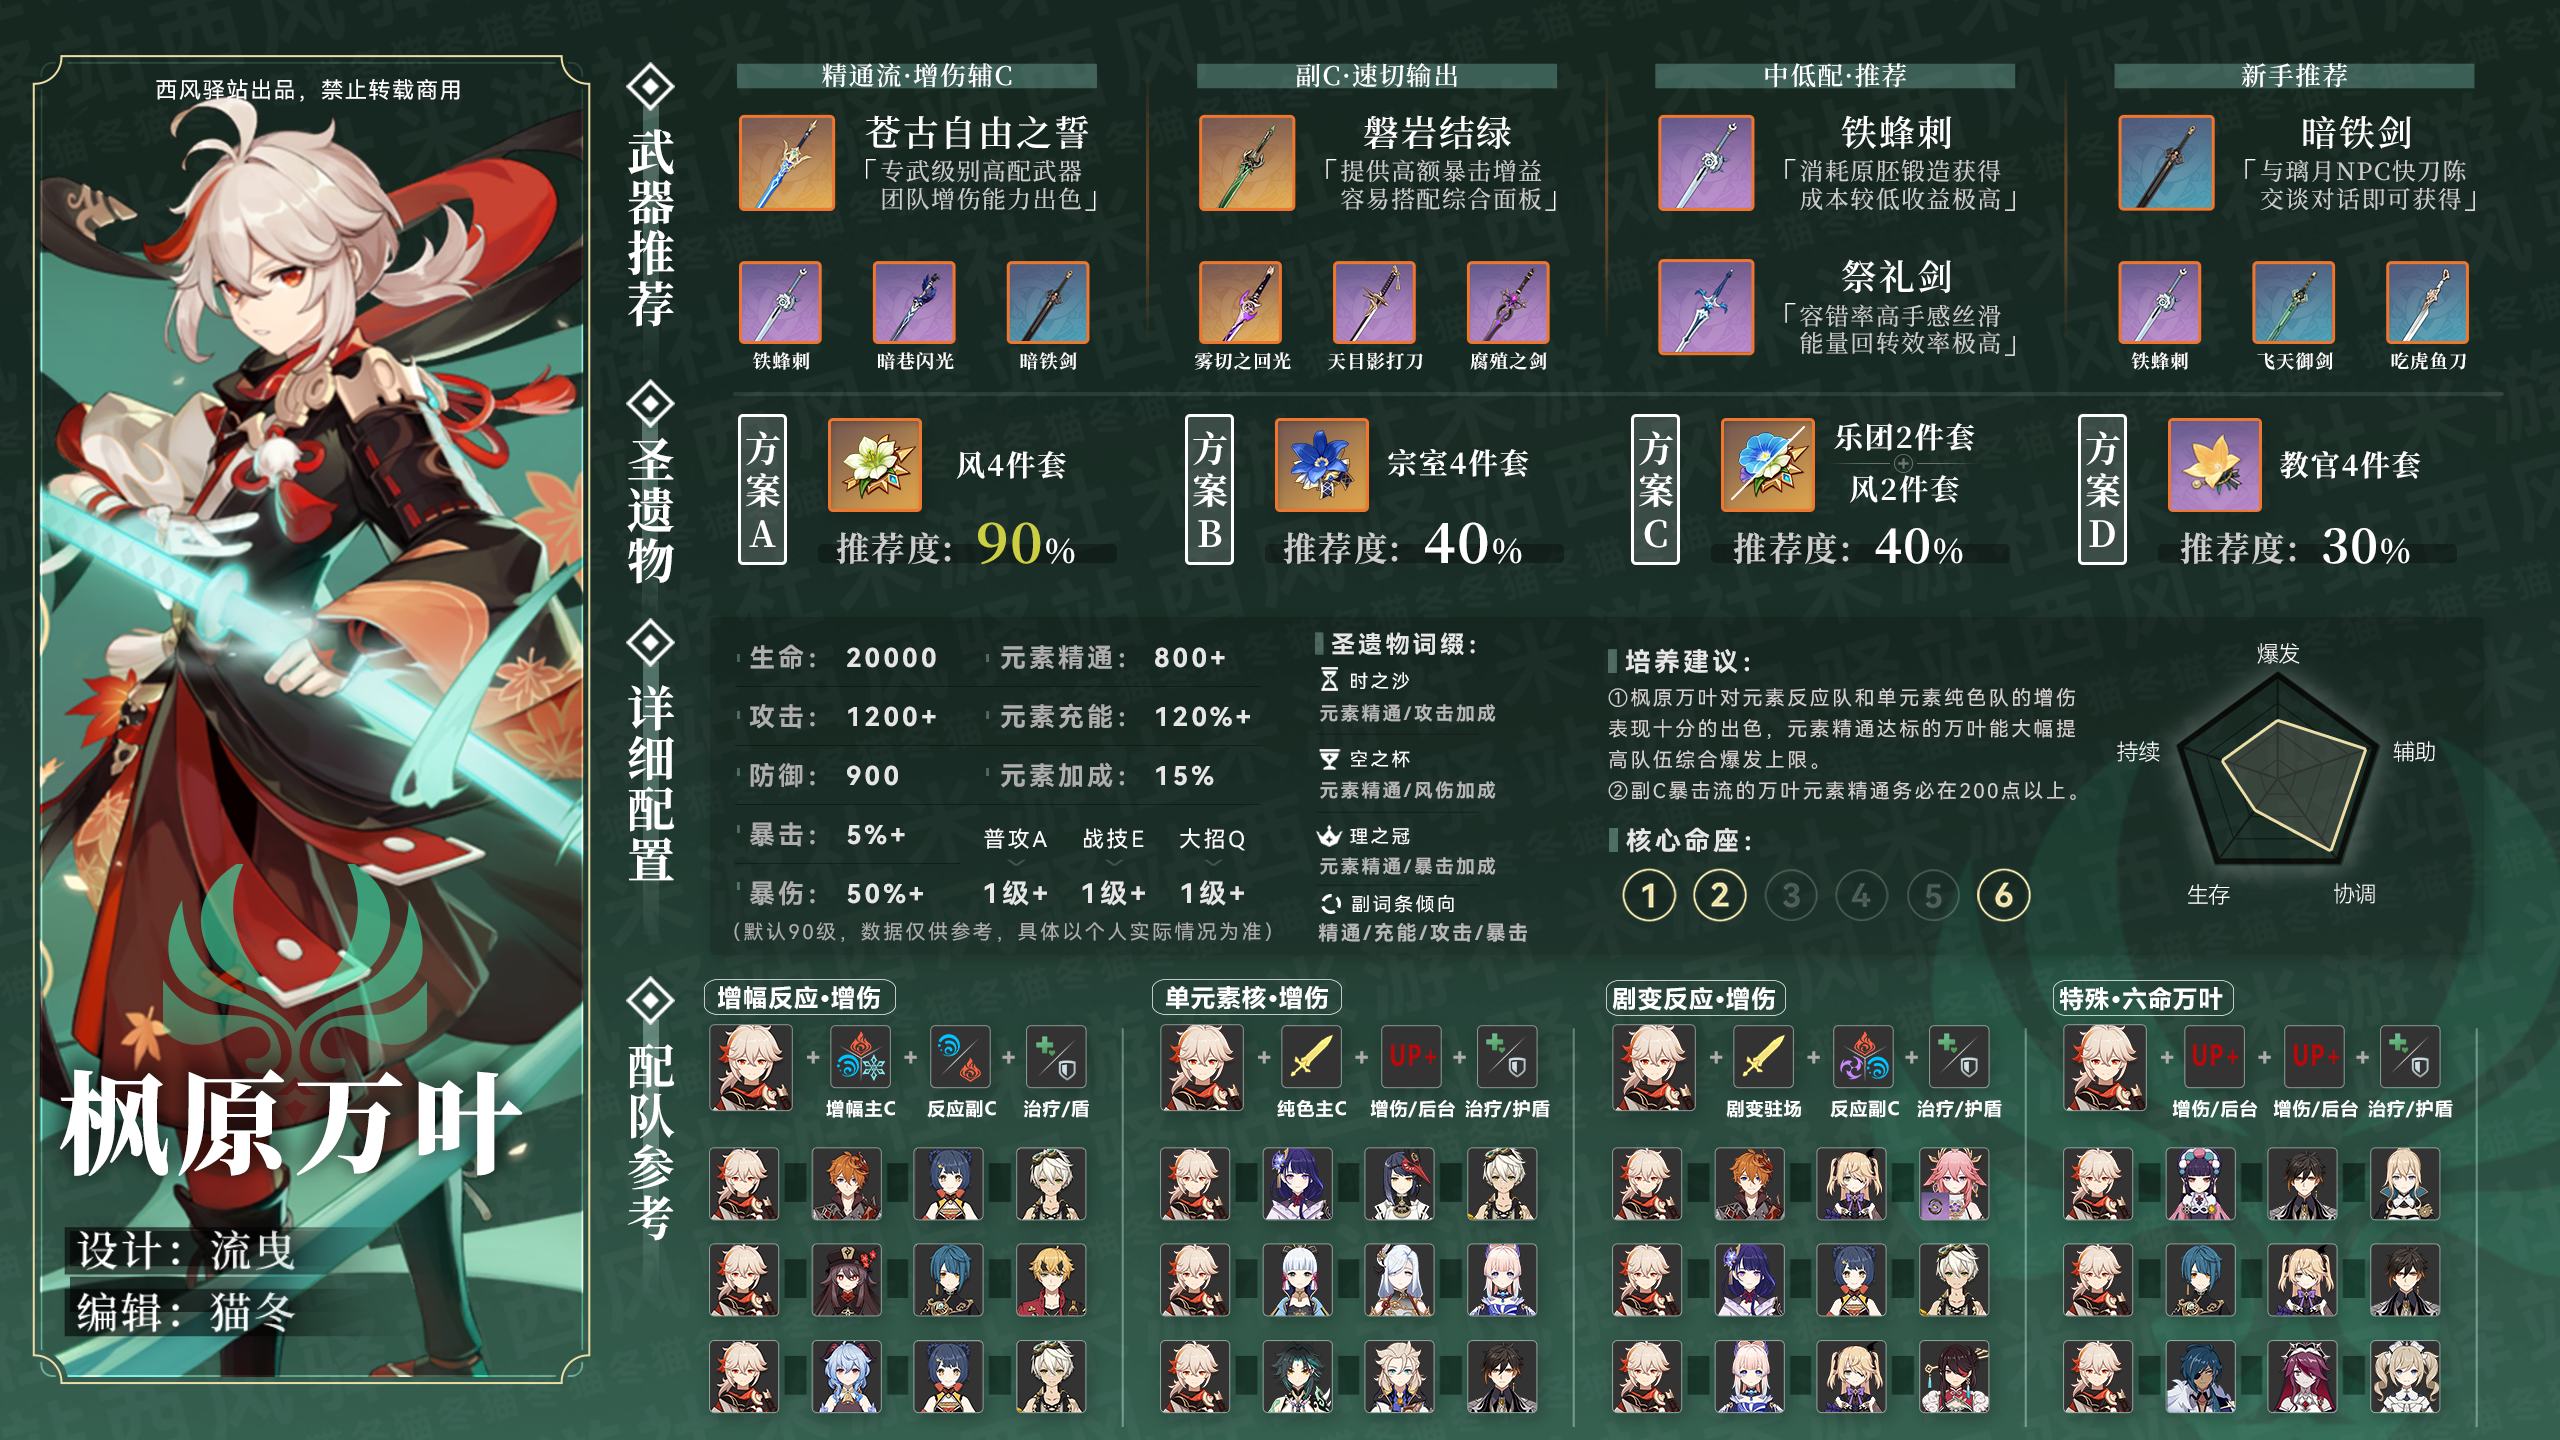 西风驿站出品，禁止转载商用
枫原万叶
设计：流曳
编辑：猫冬
武器推荐
精通流·增伤辅C
苍古自由之誓
「专武级别高配武器
团队增伤能力出色」
铁蜂刺
暗巷闪光
暗铁剑
副C·速切输出
磐岩结绿
「提供高额暴击增益
容易搭配综合面板」
雾切之回光
天目影打刀
腐殖之剑
中低配·推荐
铁蜂刺
「消耗原胚锻造获得
成本较低收益极高」
祭礼剑
「容错率高手感丝滑
能量回转效率极高」
新手推荐
暗铁剑
「与璃月NPC快刀陈
交谈对话即可获得」
铁蜂刺
飞天御剑
吃虎鱼刀
圣遗物
方案A
风4件套
推荐度：90%
方案B
宗室4件套
推荐度：40%
方案C
乐团2件套
风2件套
推荐度：40%
方案D
教官4件套
推荐度：30%
详细配置
生命：20000
元素精通：800+
攻击：1200+
元素充能：120%+
防御：900
元素加成：15%
暴击：5%+
普攻A 战技E 大招Q
暴伤：50%+
1级+ 1级+ 1级+
（默认90级，数据仅供参考，具体以个人实际情况为准）
圣遗物词缀：
时之沙
元素精通/攻击加成
空之杯
元素精通/风伤加成
理之冠
元素精通/暴击加成
副词条倾向
精通/充能/攻击/暴击
培养建议：
①枫原万叶对元素反应队和单元素纯色队的增伤
表现十分的出色，元素精通达标的万叶能大幅提
高队伍综合爆发上限。
②副C暴击流的万叶元素精通务必在200点以上。
核心命座：
1 2 3 4 5 6
爆发
持续
辅助
生存
协调
配队参考
增幅反应·增伤
增幅主C
反应副C
治疗/盾
单元素核·增伤
UP+
纯色主C
增伤/后台
治疗/护盾
剧变反应·增伤
剧变驻场
反应副C
治疗/护盾
特殊·六命万叶
UP+
UP+
增伤/后台
增伤/后台
治疗/护盾